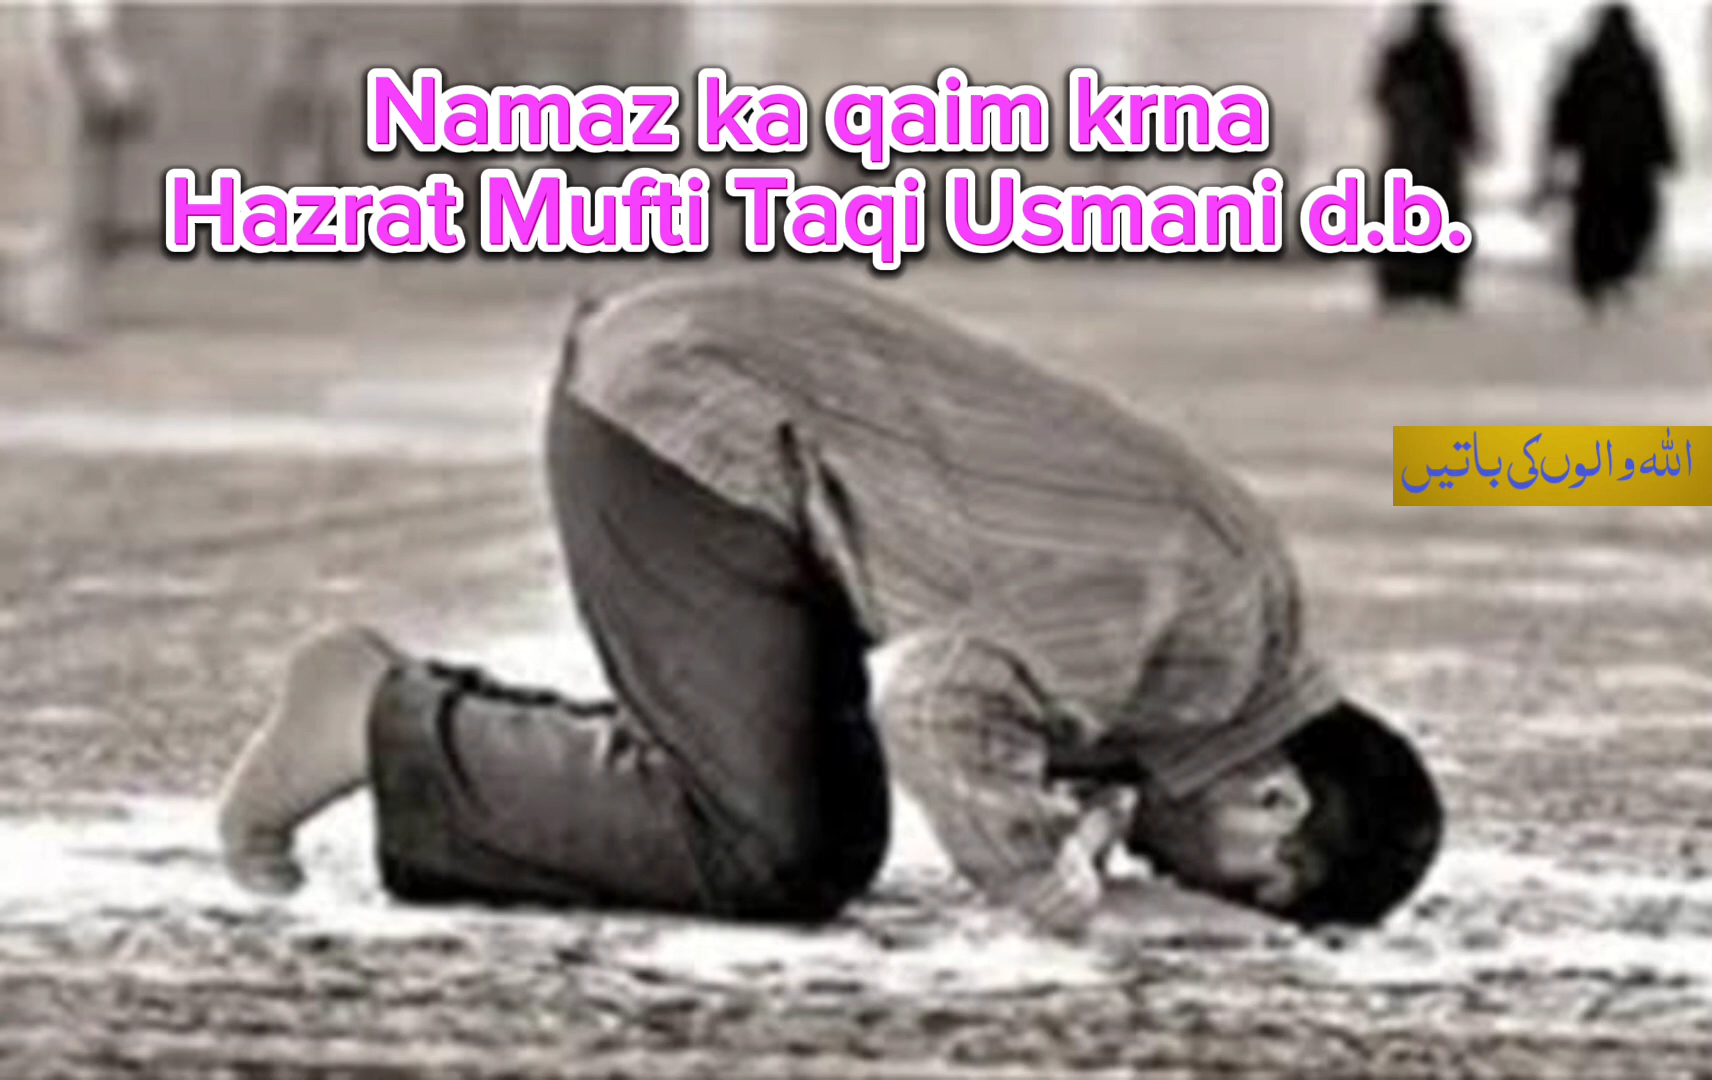 Namaz ka qaim krna
Hazrat Mufti Taqi Usmani d.b.
اللہ والوں کی باتیں